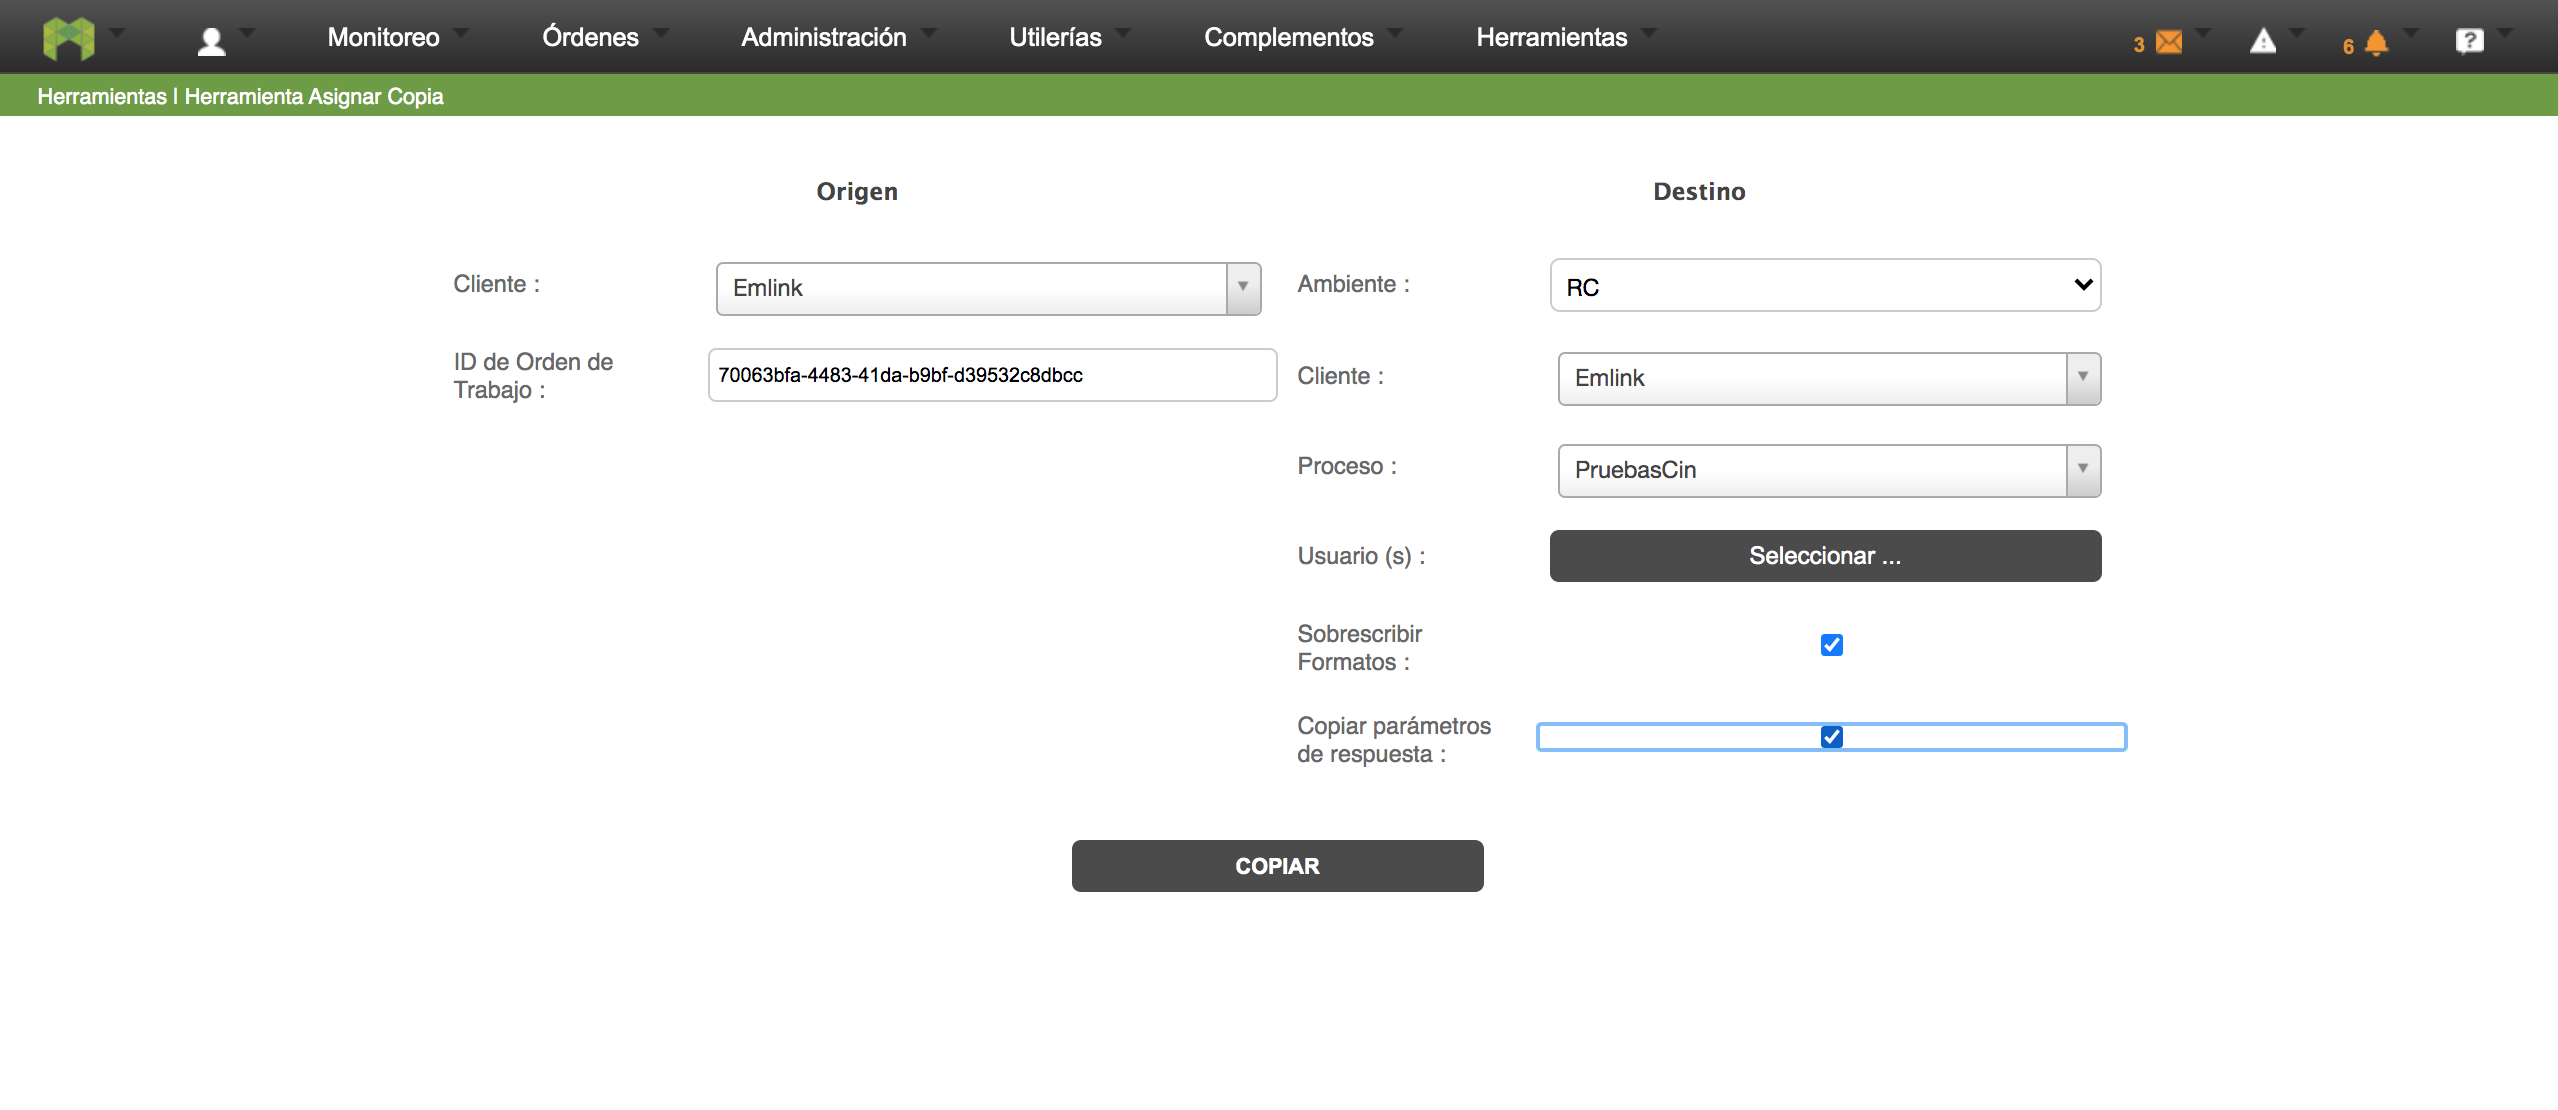 Monitoreo Órdenes Administración Utilerías Complementos Herramientas 3 6 ?
Herramientas | Herramienta Asignar Copia
Origen
Cliente : Emlink
ID de Orden de
Trabajo : 70063bfa-4483-41da-b9bf-d39532c8dbcc
Destino
Ambiente : RC
Cliente : Emlink
Proceso : PruebasCin
Usuario (s) : Seleccionar ...
Sobrescribir
Formatos :
Copiar parámetros
de respuesta :
COPIAR